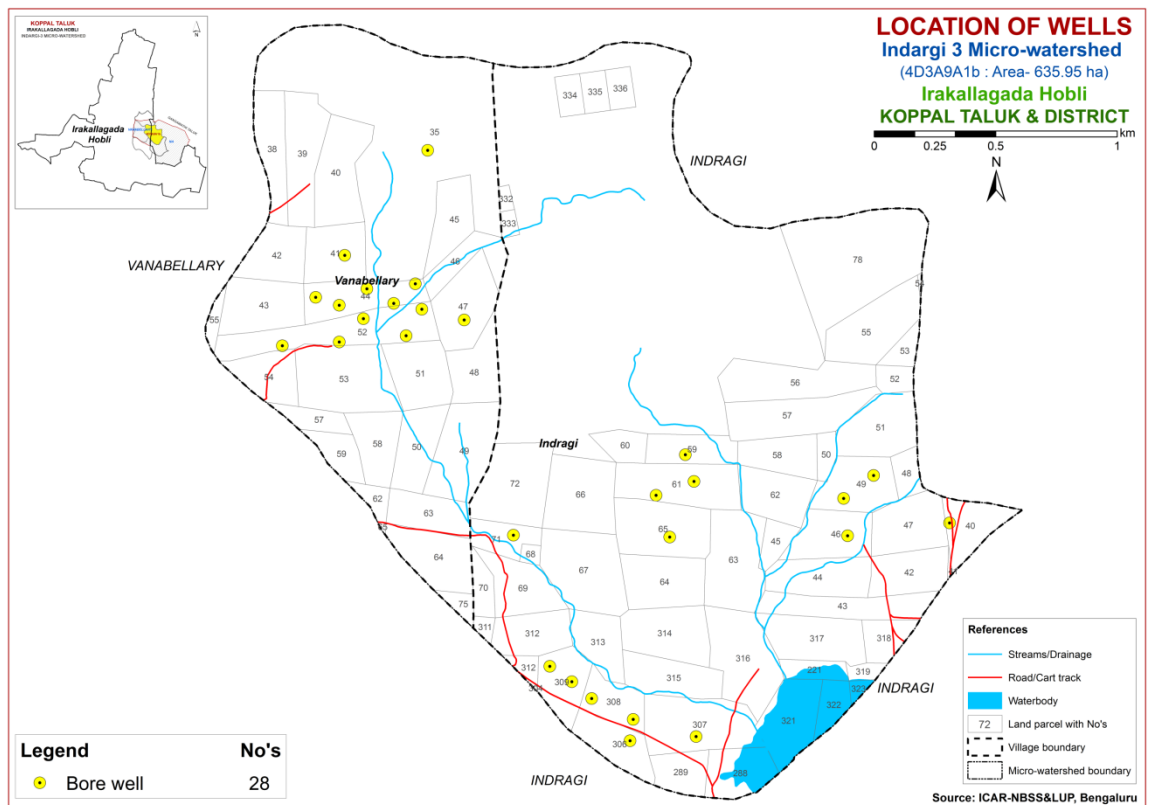 KOPPAL TALUK
IRAKALLAGADA HOBLI
INDARGI-3 MICRO-WATERSHED
N
Irakallagada
Hobli
LOCATION OF WELLS
Indargi 3 Micro-watershed
(4D3A9A1b : Area- 635.95 ha)
Irakallagada Hobli
KOPPAL TALUK & DISTRICT
km
0 0.25 0.5 1
N
334 335 336
35
38 39
40
INDRAGI
332
45
333
VANABELLARY
42 41
46
78
Vanabellary
44
43
47
55
52
55
53
54
53
51
48
52
56
57
57
51
58
50
49
Indragi
60
59
58
50
59
72
66
61
62
49
48
62
63
65
47
40
46
45
71
68
64
67
63
44
42
70
69
64
43
75
311
312
313
314
317
318
316
312
221
319
309
315
323
INDRAGI
304
308
322
321
307
306
289
268
INDRAGI
References
Streams/Drainage
Road/Cart track
Waterbody
72 Land parcel with No's
Village boundary
Micro-watershed boundary
Legend No's
Bore well 28
Source: ICAR-NBSS&LUP, Bengaluru